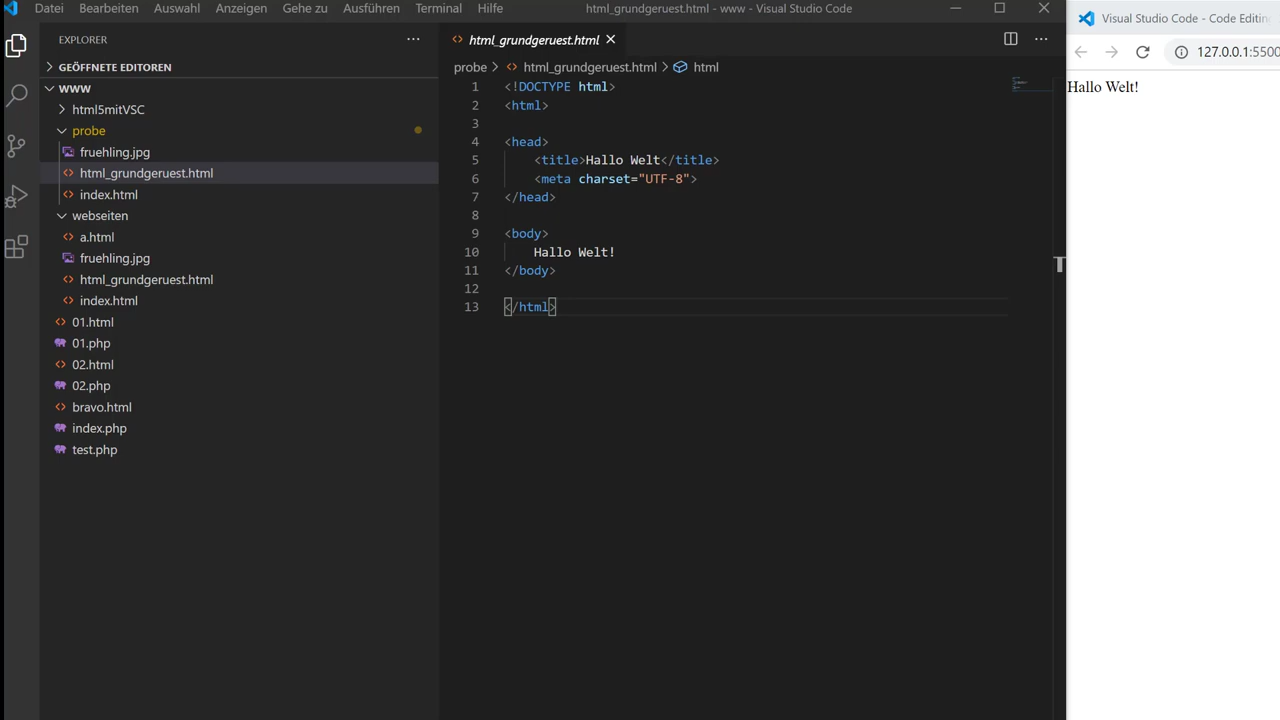 Datei Bearbeiten Auswahl Anzeigen Gehe zu Ausführen Terminal Hilfe html_grundgeruest.html - www - Visual Studio Code
EXPLORER
GEÖFFNETE EDITOREN
WWW
html5mitVSC
probe
fruehling.jpg
html_grundgeruest.html
index.html
webseiten
a.html
fruehling.jpg
html_grundgeruest.html
index.html
01.html
01.php
02.html
02.php
bravo.html
index.php
test.php
html_grundgeruest.html
probe > html_grundgeruest.html > html
1 <!DOCTYPE html>
2 <html>
3
4 <head>
5 <title>Hallo Welt</title>
6 <meta charset="UTF-8">
7 </head>
8
9 <body>
10 Hallo Welt!
11 </body>
12
13 </html>
Visual Studio Code - Code Editing
127.0.0.1:5500
Hallo Welt!